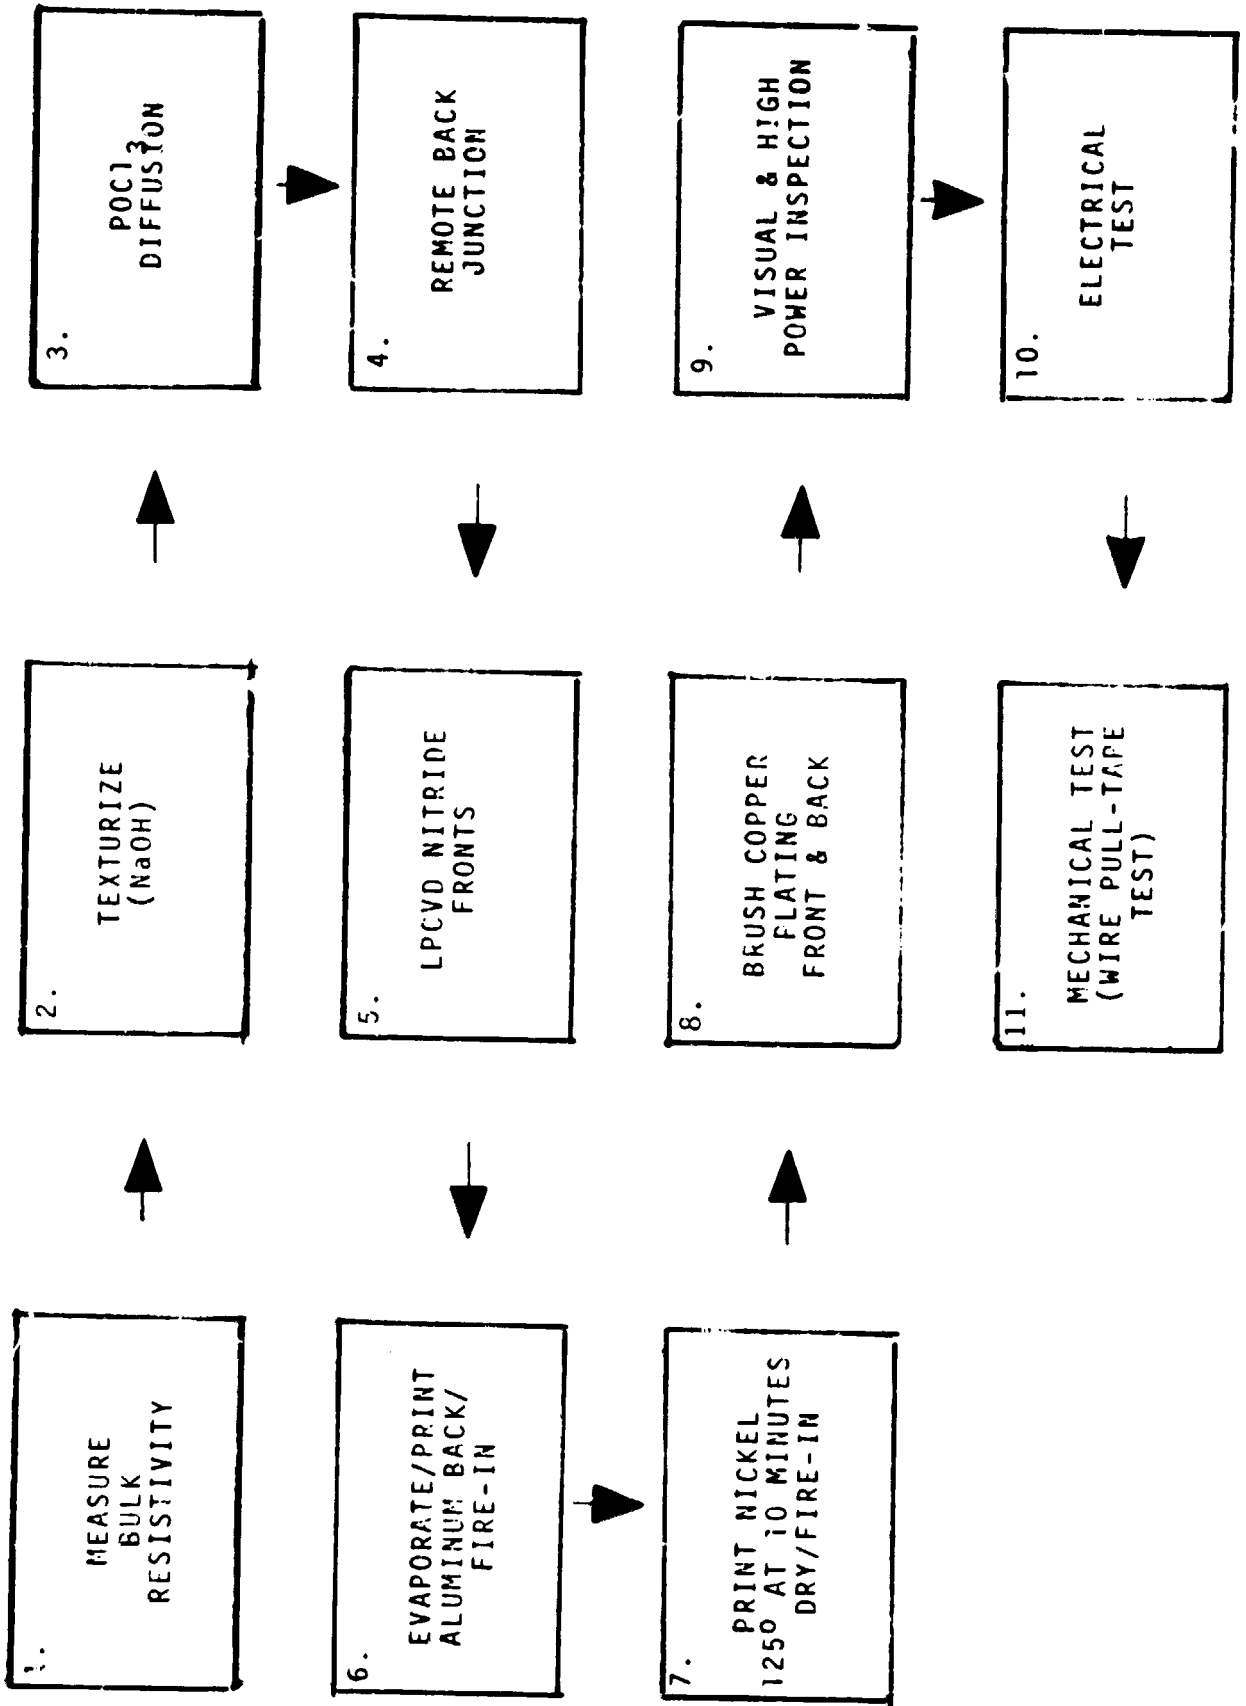 1.
MEASURE
BULK
RESISTIVITY
2.
TEXTURIZE
(NaOH)
3.
POCl3
DIFFUSION
4.
REMOTE BACK
JUNCTION
5.
LPCVD NITRIDE
FRONTS
6.
EVAPORATE/PRINT
ALUMINUM BACK/
FIRE-IN
7.
PRINT NICKEL
125º AT 10 MINUTES
DRY/FIRE-IN
8.
BRUSH COPPER
FLATING
FRONT & BACK
9.
VISUAL & HIGH
POWER INSPECTION
10.
ELECTRICAL
TEST
11.
MECHANICAL TEST
(WIRE PULL-TAPE
TEST)